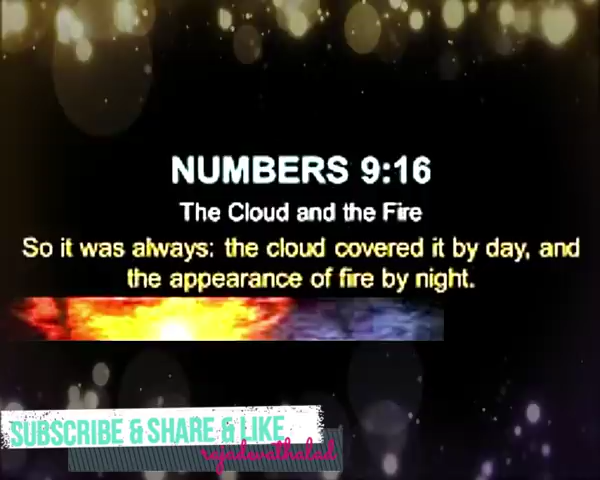 NUMBERS 9:16
The Cloud and the Fire
So it was always: the cloud covered it by day, and
the appearance of fire by night.
SUBSCRIBE & SHARE & LIKE
rajadevathalad